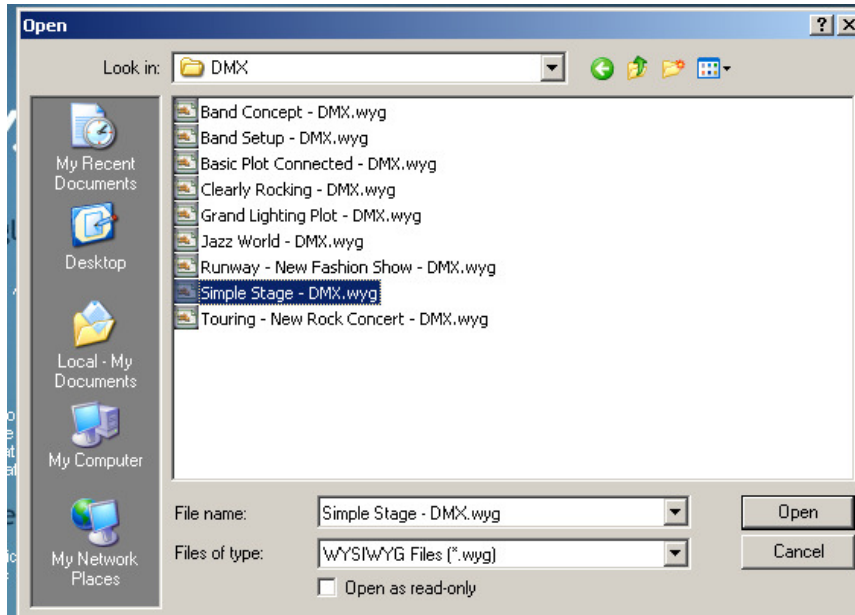 Open
Look in: DMX
My Recent
Documents
Desktop
Local - My
Documents
My Computer
My Network
Places
Band Concept - DMX.wyg
Band Setup - DMX.wyg
Basic Plot Connected - DMX.wyg
Clearly Rocking - DMX.wyg
Grand Lighting Plot - DMX.wyg
Jazz World - DMX.wyg
Runway - New Fashion Show - DMX.wyg
Simple Stage - DMX.wyg
Touring - New Rock Concert - DMX.wyg
File name: Simple Stage - DMX.wyg Open
Files of type: WYSIWYG Files (*.wyg) Cancel
Open as read-only